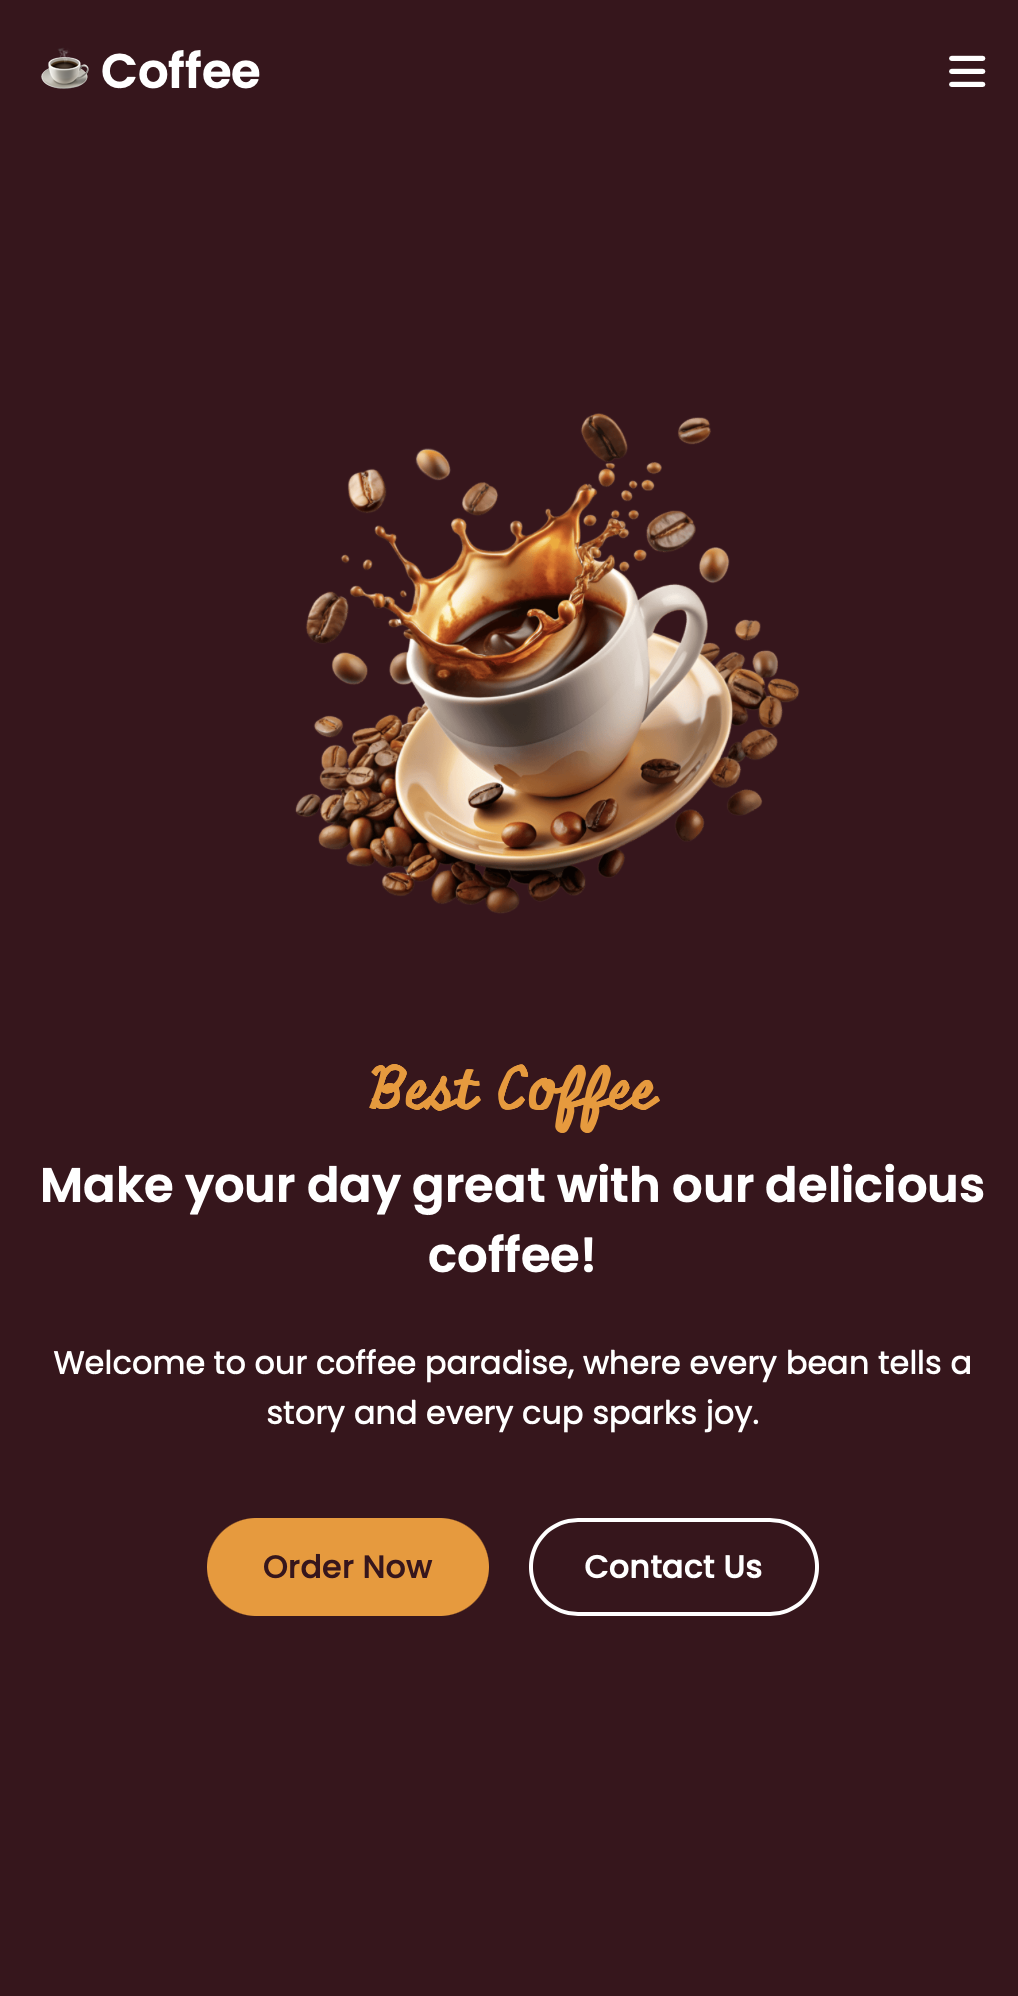 Coffee
Best Coffee
Make your day great with our delicious
coffee!
Welcome to our coffee paradise, where every bean tells a
story and every cup sparks joy.
Order Now
Contact Us